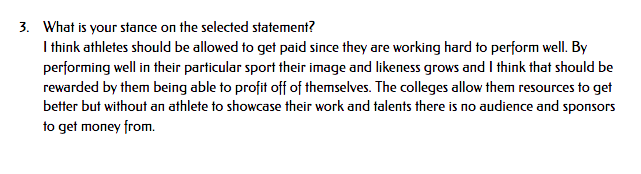 3. What is your stance on the selected statement?
I think athletes should be allowed to get paid since they are working hard to perform well. By
performing well in their particular sport their image and likeness grows and I think that should be
rewarded by them being able to profit off of themselves. The colleges allow them resources to get
better but without an athlete to showcase their work and talents there is no audience and sponsors
to get money from.